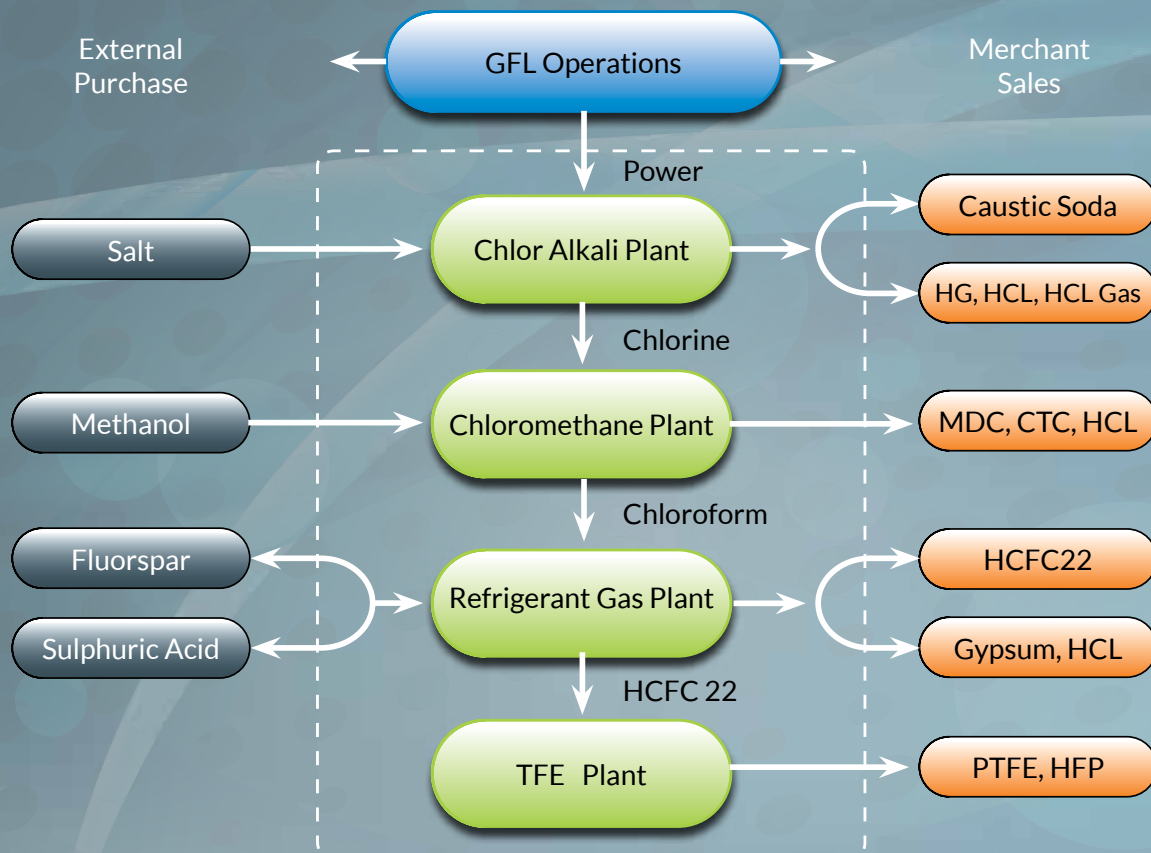 External
Purchase
GFL Operations
Merchant
Sales
Power
Salt
Chlor Alkali Plant
Caustic Soda
HG, HCL, HCL Gas
Chlorine
Methanol
Chloromethane Plant
MDC, CTC, HCL
Chloroform
Fluorspar
Sulphuric Acid
Refrigerant Gas Plant
HCFC22
Gypsum, HCL
HCFC 22
TFE Plant
PTFE, HFP